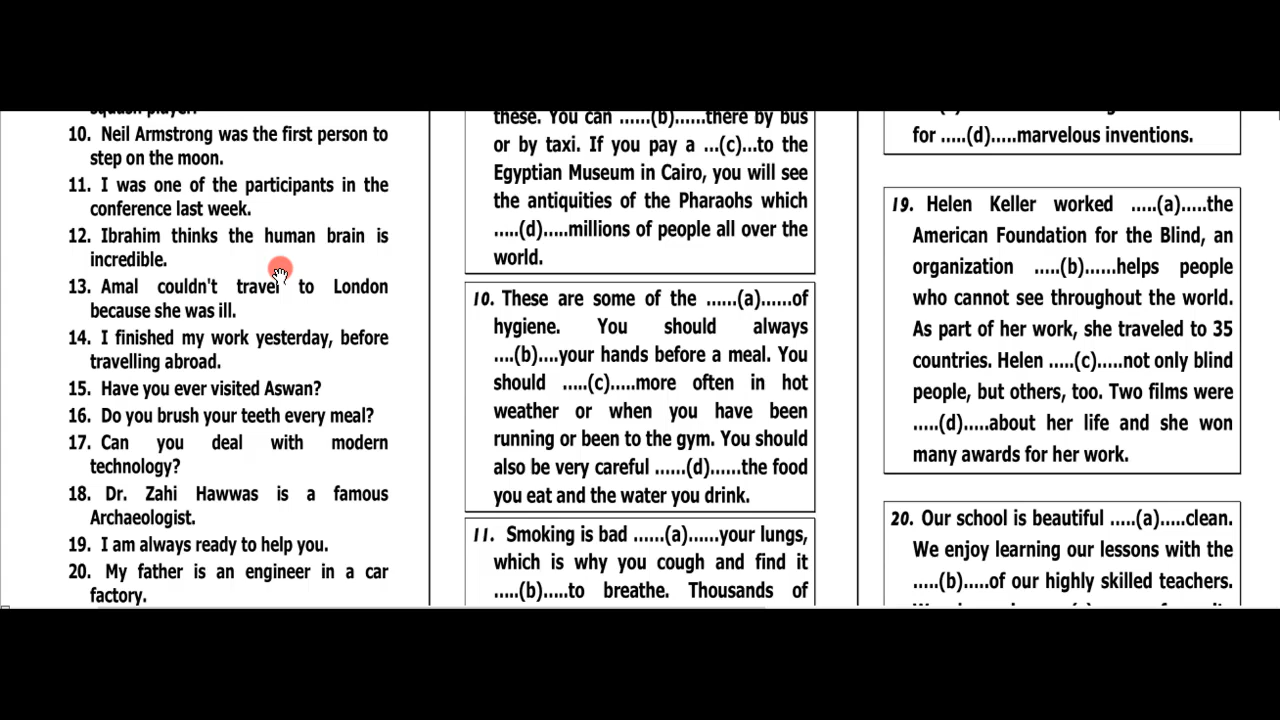 squash player.
10. Neil Armstrong was the first person to
step on the moon.
11. I was one of the participants in the
conference last week.
12. Ibrahim thinks the human brain is
incredible.
13. Amal couldn't travel to London
because she was ill.
14. I finished my work yesterday, before
travelling abroad.
15. Have you ever visited Aswan?
16. Do you brush your teeth every meal?
17. Can you deal with modern
technology?
18. Dr. Zahi Hawwas is a famous
Archaeologist.
19. I am always ready to help you.
20. My father is an engineer in a car
factory.
these. You can ......(b)......there by bus
or by taxi. If you pay a ...(c)...to the
Egyptian Museum in Cairo, you will see
the antiquities of the Pharaohs which
.....(d).....millions of people all over the
world.
10. These are some of the ......(a)......of
hygiene. You should always
....(b)....your hands before a meal. You
should .....(c).....more often in hot
weather or when you have been
running or been to the gym. You should
also be very careful ......(d)......the food
you eat and the water you drink.
11. Smoking is bad ......(a)......your lungs,
which is why you cough and find it
.....(b).....to breathe. Thousands of
for .....(d).....marvelous inventions.
19. Helen Keller worked .....(a).....the
American Foundation for the Blind, an
organization .....(b)......helps people
who cannot see throughout the world.
As part of her work, she traveled to 35
countries. Helen .....(c).....not only blind
people, but others, too. Two films were
.....(d).....about her life and she won
many awards for her work.
20. Our school is beautiful .....(a).....clean.
We enjoy learning our lessons with the
.....(b).....of our highly skilled teachers.